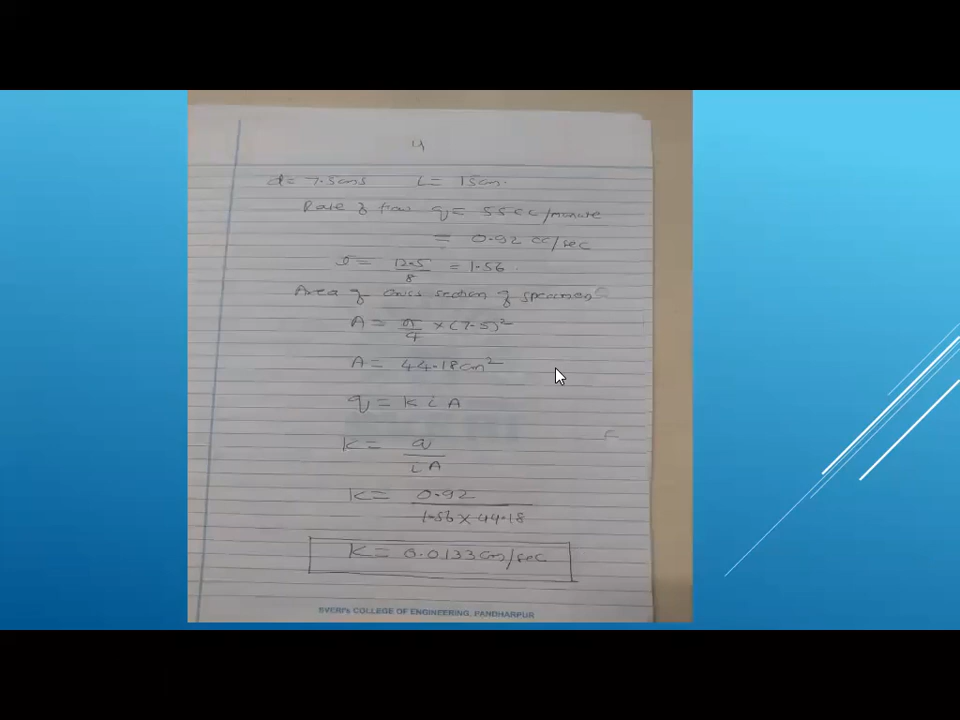 4
d= 7.5cms L= 15cm.
Rate of flow q= 55cc/minute
= 0.92 cc/sec
i= 12.5/8 = 1.56.
Area of cross section of specimen
A= π/4 ×(7.5)²
A= 44.18cm²
q = K i A
K= q/iA
K= 0.92/1.56×44.18
K= 0.0133cm/sec
SVERI's COLLEGE OF ENGINEERING, PANDHARPUR